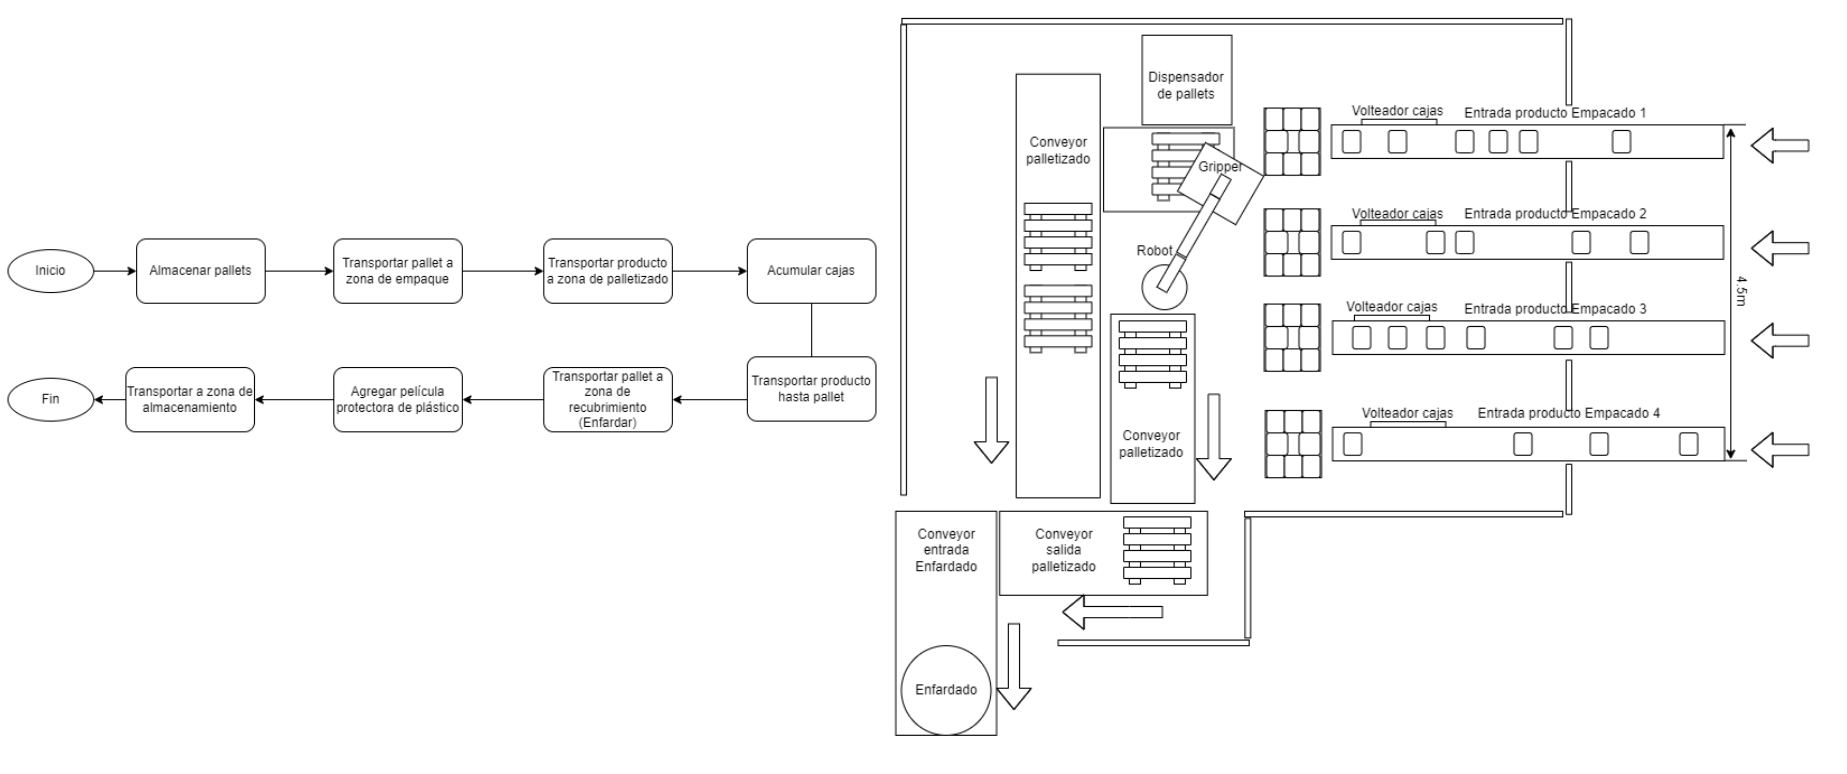 Inicio
Almacenar pallets
Transportar pallet a
zona de empaque
Transportar producto
a zona de palletizado
Acumular cajas
Transportar producto
hasta pallet
Transportar pallet a
zona de
recubrimiento
(Enfardar)
Agregar película
protectora de plástico
Transportar a zona de
almacenamiento
Fin
Dispensador
de pallets
Conveyor
palletizado
Gripper
Robot
Conveyor
palletizado
Conveyor
entrada
Enfardado
Conveyor
salida
palletizado
Enfardado
Volteador cajas
Entrada producto Empacado 1
Volteador cajas
Entrada producto Empacado 2
Volteador cajas
Entrada producto Empacado 3
Volteador cajas
Entrada producto Empacado 4
4.5m